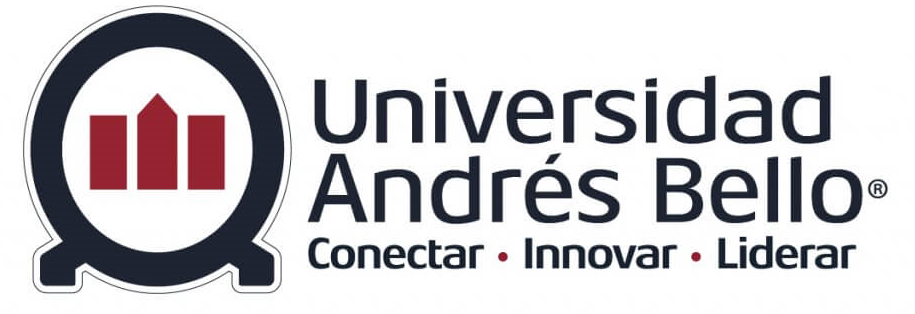 Universidad
Andrés Bello®
Conectar • Innovar • Liderar